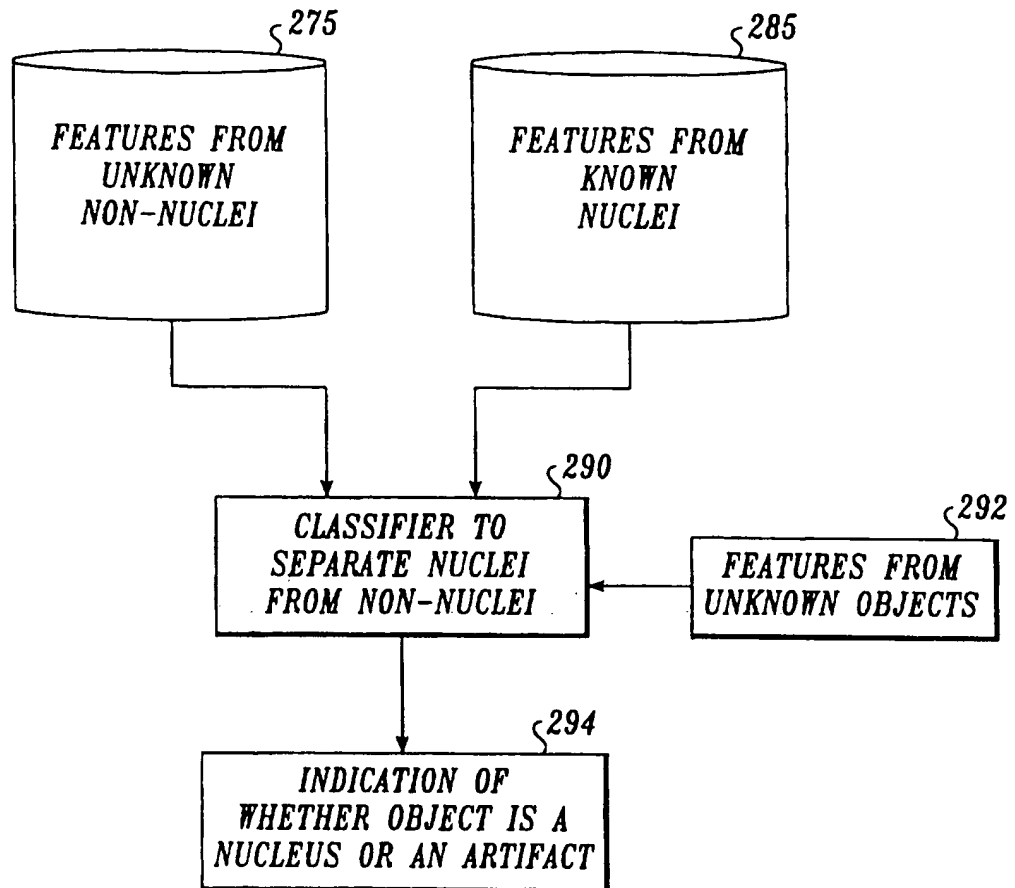 275
285
FEATURES FROM
UNKNOWN
NON-NUCLEI
FEATURES FROM
KNOWN
NUCLEI
290
CLASSIFIER TO
SEPARATE NUCLEI
FROM NON-NUCLEI
292
FEATURES FROM
UNKNOWN OBJECTS
294
INDICATION OF
WHETHER OBJECT IS A
NUCLEUS OR AN ARTIFACT